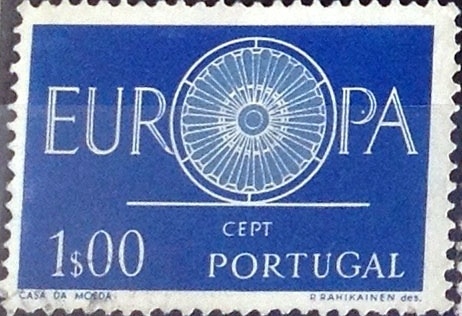 EUROPA
CEPT
1$00 PORTUGAL
CASA DA MOEDA P. RAHIKAINEN des.